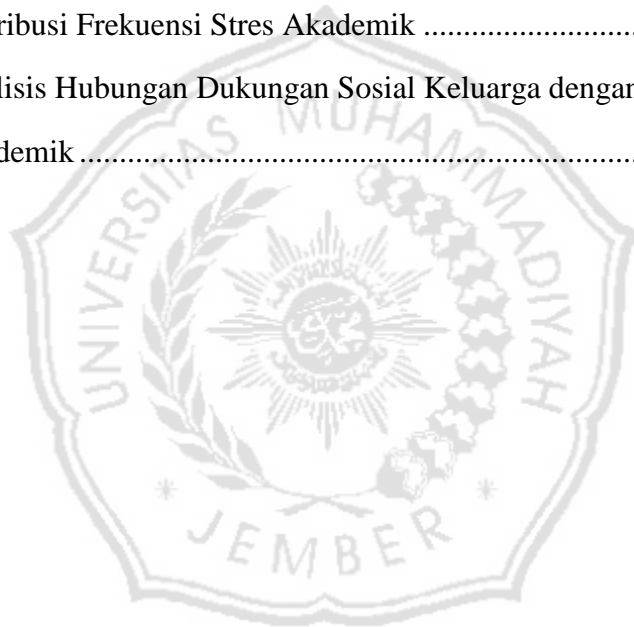 ribusi Frekuensi Stres Akademik ............................
lisis Hubungan Dukungan Sosial Keluarga dengan
demik .....................................................................
UNIVERSITAS MUHAMMADIYAH
* JEMBER *